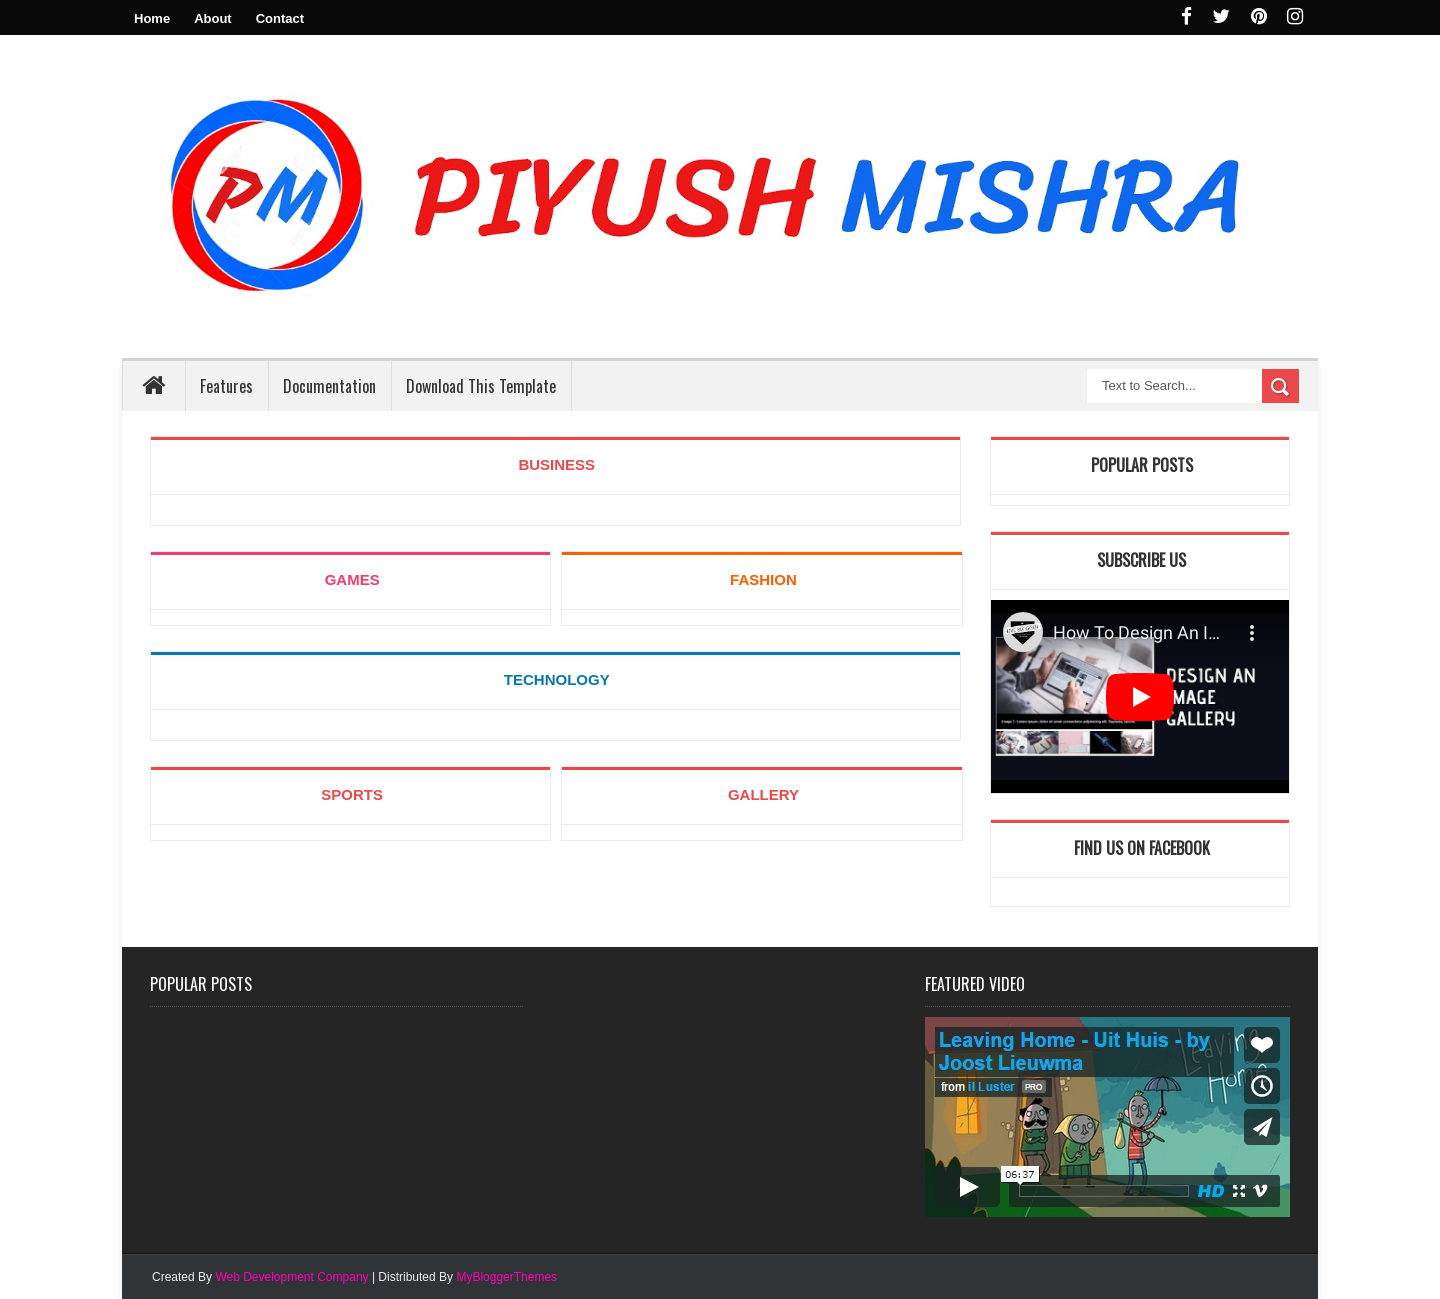 Home About Contact
PM PIYUSH MISHRA
Features Documentation Download This Template Text to Search...
BUSINESS
GAMES FASHION
TECHNOLOGY
SPORTS GALLERY
POPULAR POSTS
SUBSCRIBE US
How To Design An I...
DESIGN AN
IMAGE
GALLERY
FIND US ON FACEBOOK
POPULAR POSTS
FEATURED VIDEO
Leaving Home - Uit Huis - by
Joost Lieuwma
from il Luster PRO
Leaving
Home
06:37
HD
Created By Web Development Company | Distributed By MyBloggerThemes